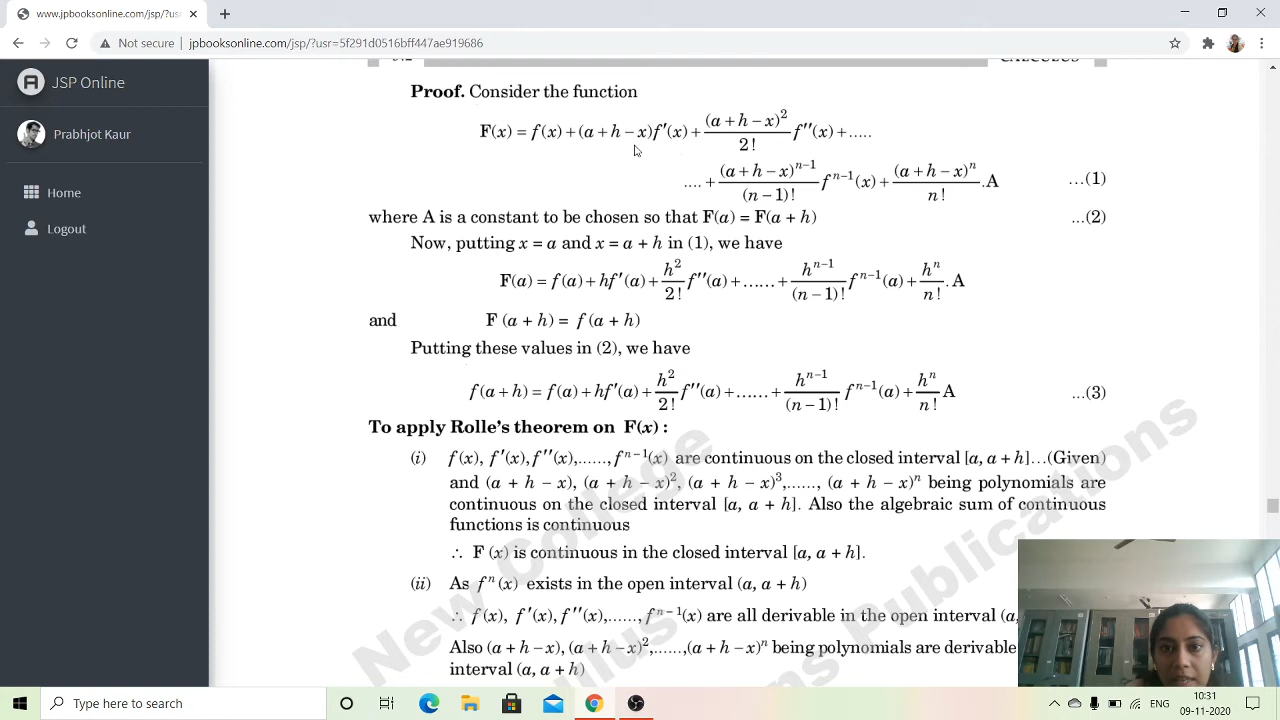 www.jpbooksonline.com/jsp/?us
Not secure | jpbooksonline.com/jsp/?usr=5f291d0516bff447ae919686
JSP Online
Prabhjot Kaur
Home
Logout
CALCULUS
Proof. Consider the function
F(x) = f(x) + (a + h − x)f′(x) + (a + h − x)²/2! f′′(x) + .....
.... + (a + h − x)ⁿ⁻¹/(n − 1)! fⁿ⁻¹(x) + (a + h − x)ⁿ/n! .A ...(1)
where A is a constant to be chosen so that F(a) = F(a + h) ...(2)
Now, putting x = a and x = a + h in (1), we have
F(a) = f(a) + hf′(a) + h²/2! f′′(a) + ...... + hⁿ⁻¹/(n − 1)! fⁿ⁻¹(a) + hⁿ/n! . A
and F (a + h) = f (a + h)
Putting these values in (2), we have
f(a + h) = f(a) + hf′(a) + h²/2! f′′(a) + ...... + hⁿ⁻¹/(n − 1)! fⁿ⁻¹(a) + hⁿ/n! A ...(3)
To apply Rolle's theorem on F(x) :
(i) f(x), f′(x), f′′(x),......, fⁿ⁻¹(x) are continuous on the closed interval [a, a + h]...(Given)
and (a + h − x), (a + h − x)², (a + h − x)³,......, (a + h − x)ⁿ being polynomials are
continuous on the closed interval [a, a + h]. Also the algebraic sum of continuous
functions is continuous
∴ F (x) is continuous in the closed interval [a, a + h].
(ii) As fⁿ(x) exists in the open interval (a, a + h)
∴ f(x), f′(x), f′′(x),......, fⁿ⁻¹(x) are all derivable in the open interval (a,
Also (a + h − x), (a + h − x)²,......,(a + h − x)ⁿ being polynomials are derivable
interval (a, a + h)
New College
Publications
Type here to search
ENG
10:31
09-11-2020